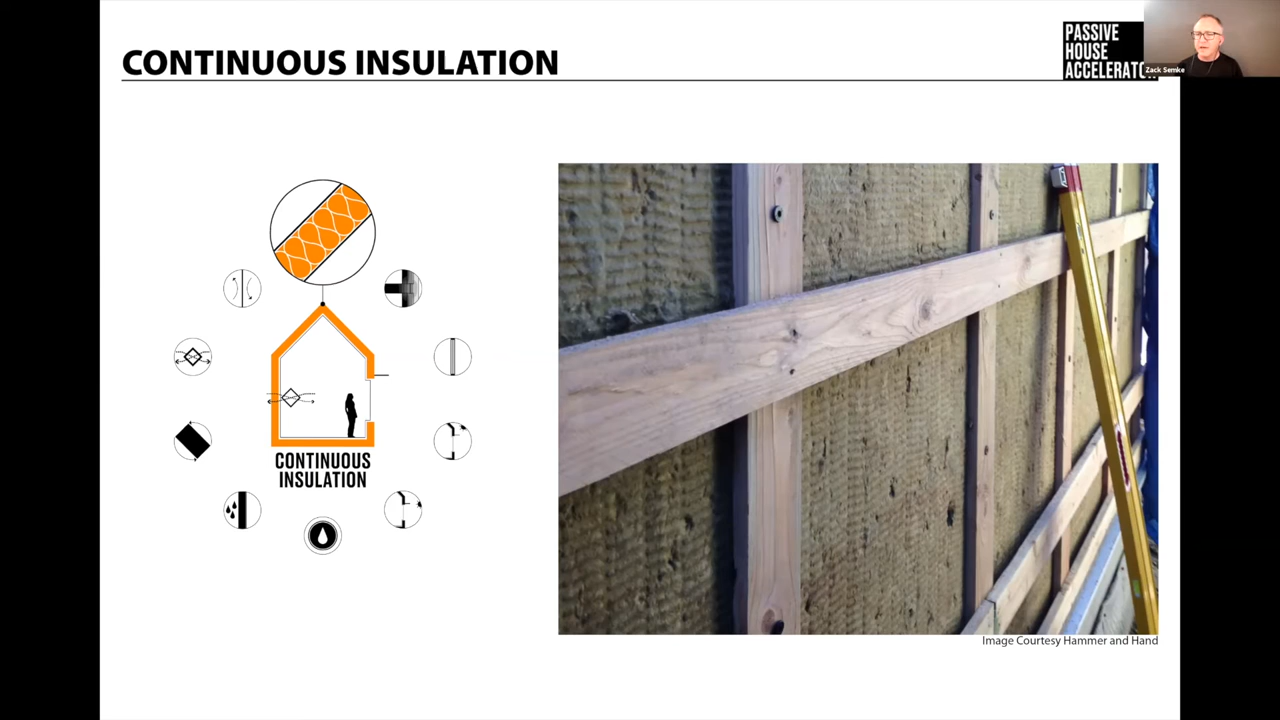 CONTINUOUS INSULATION
PASSIVE
HOUSE
ACCELERATO
Zack Semke
CONTINUOUS
INSULATION
Image Courtesy Hammer and Hand